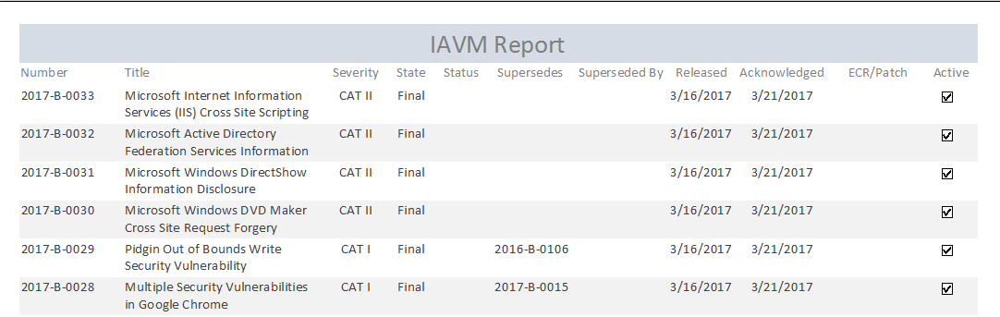 IAVM Report
Number Title Severity State Status Supersedes Superseded By Released Acknowledged ECR/Patch Active
2017-B-0033 Microsoft Internet Information CAT II Final 3/16/2017 3/21/2017
Services (IIS) Cross Site Scripting
2017-B-0032 Microsoft Active Directory CAT II Final 3/16/2017 3/21/2017
Federation Services Information
2017-B-0031 Microsoft Windows DirectShow CAT II Final 3/16/2017 3/21/2017
Information Disclosure
2017-B-0030 Microsoft Windows DVD Maker CAT II Final 3/16/2017 3/21/2017
Cross Site Request Forgery
2017-B-0029 Pidgin Out of Bounds Write CAT I Final 2016-B-0106 3/16/2017 3/21/2017
Security Vulnerability
2017-B-0028 Multiple Security Vulnerabilities CAT I Final 2017-B-0015 3/16/2017 3/21/2017
in Google Chrome